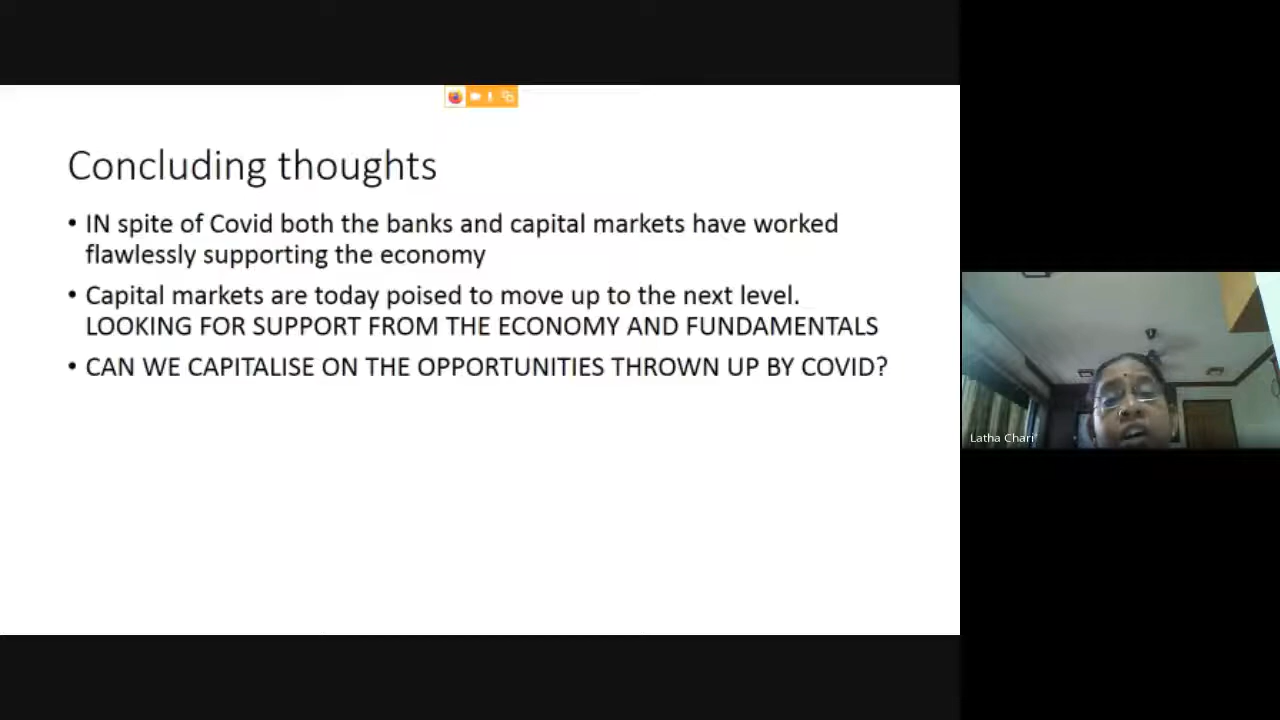 Concluding thoughts
• IN spite of Covid both the banks and capital markets have worked
flawlessly supporting the economy
• Capital markets are today poised to move up to the next level.
LOOKING FOR SUPPORT FROM THE ECONOMY AND FUNDAMENTALS
• CAN WE CAPITALISE ON THE OPPORTUNITIES THROWN UP BY COVID?
Latha Chari